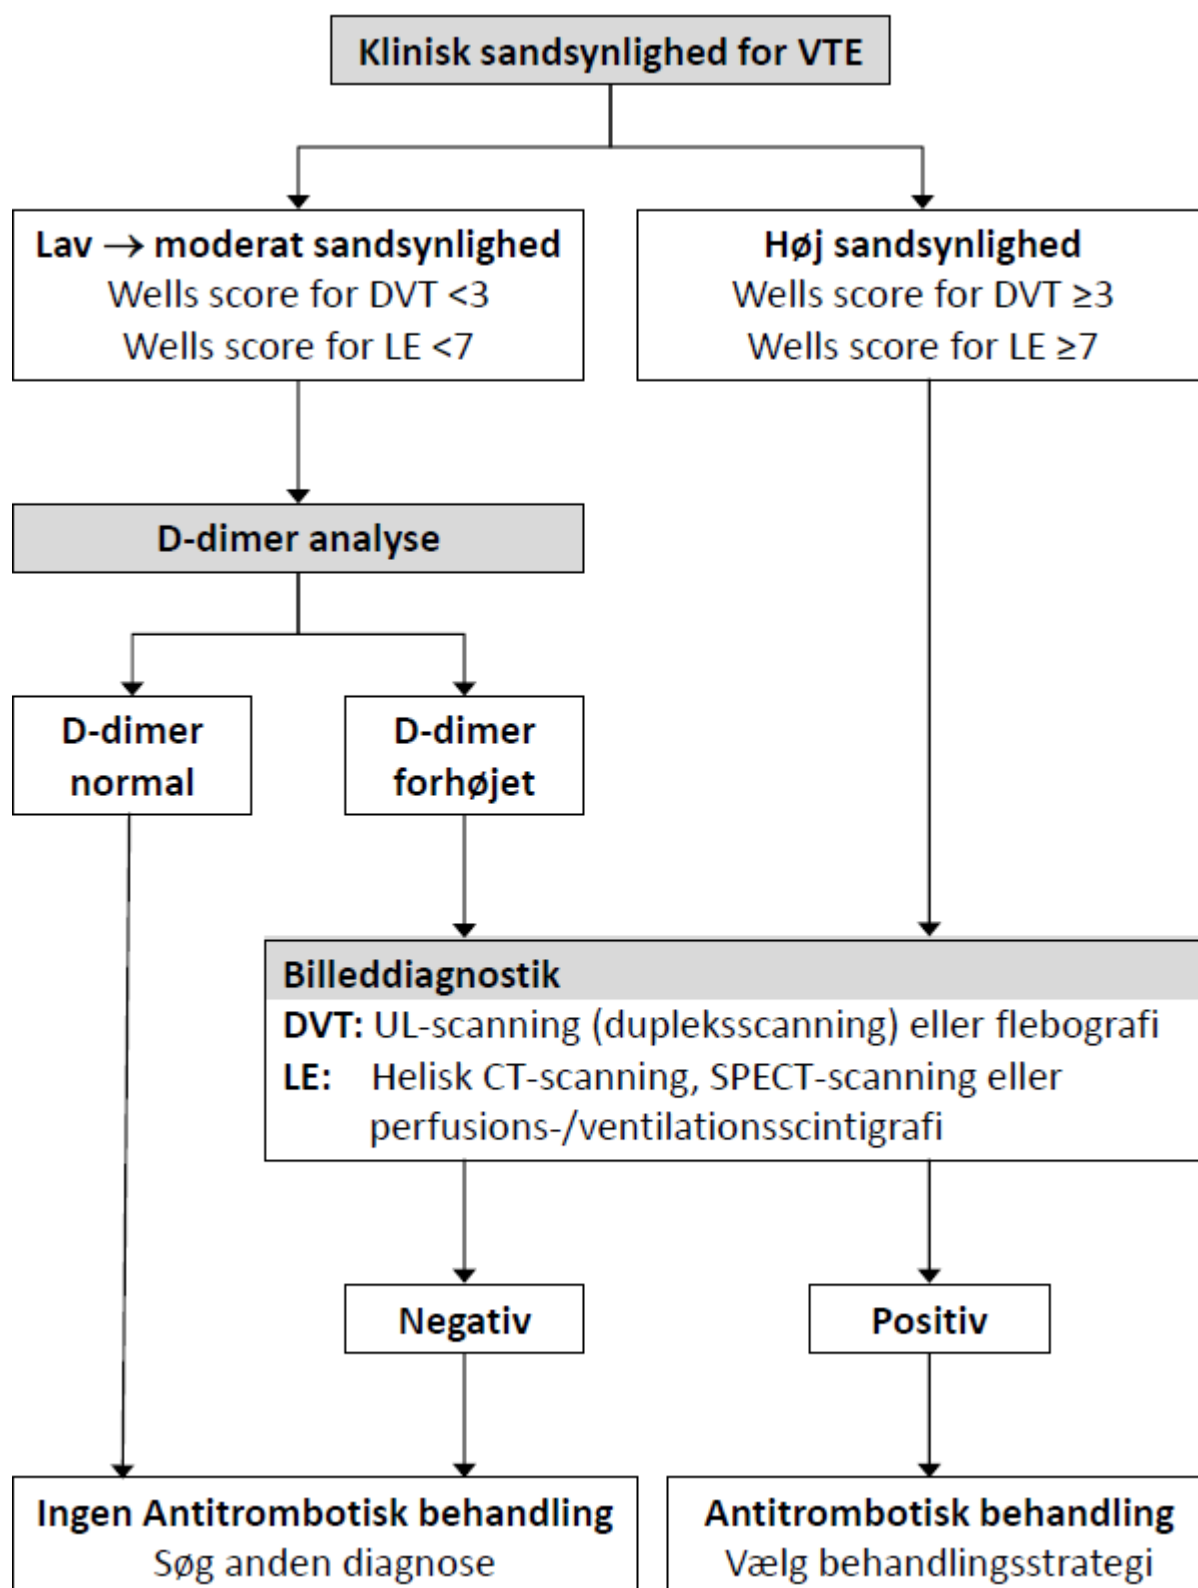 Klinisk sandsynlighed for VTE
Lav → moderat sandsynlighed
Wells score for DVT <3
Wells score for LE <7
Høj sandsynlighed
Wells score for DVT ≥3
Wells score for LE ≥7
D-dimer analyse
D-dimer
normal
D-dimer
forhøjet
Billeddiagnostik
DVT: UL-scanning (dupleksscanning) eller flebografi
LE: Helisk CT-scanning, SPECT-scanning eller
perfusions-/ventilationsscintigrafi
Negativ
Positiv
Ingen Antitrombotisk behandling
Søg anden diagnose
Antitrombotisk behandling
Vælg behandlingsstrategi